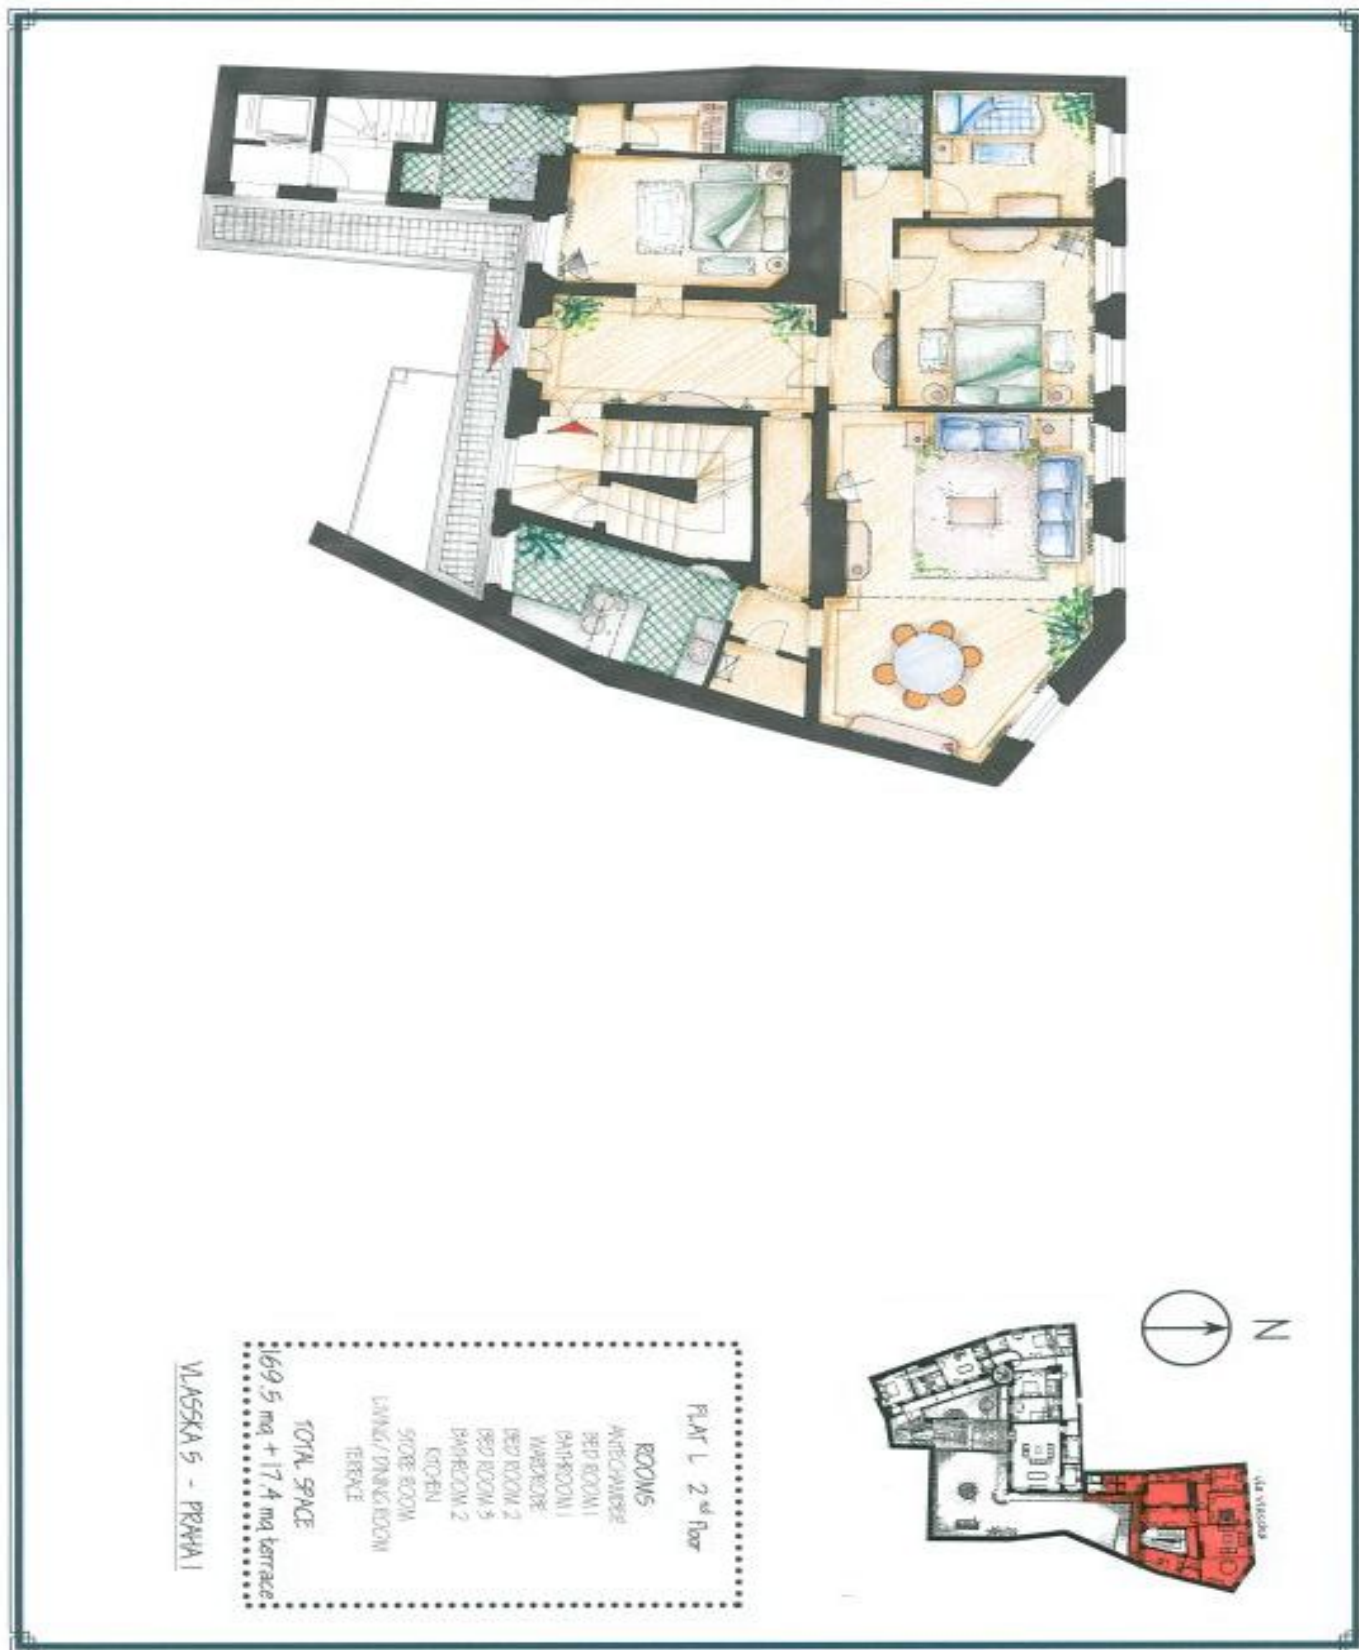 N
via vlasska
FLAT L 2nd floor
ROOMS:
ANTECHAMBER
BED ROOM 1
BATHROOM 1
WARDROBE
BED ROOM 2
BED ROOM 3
BATHROOM 2
KITCHEN
STORE ROOM
LIVING / DINING ROOM
TERRACE
TOTAL SPACE
169.5 mq + 17.4 mq terrace
VLASSKA 5 - PRAHA 1